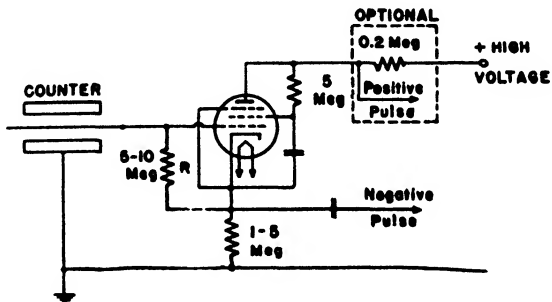 OPTIONAL
0.2 Meg
+ HIGH
VOLTAGE
COUNTER
5
Meg
Positive
Pulse
5-10
Meg
R
Negative
Pulse
1-5
Meg